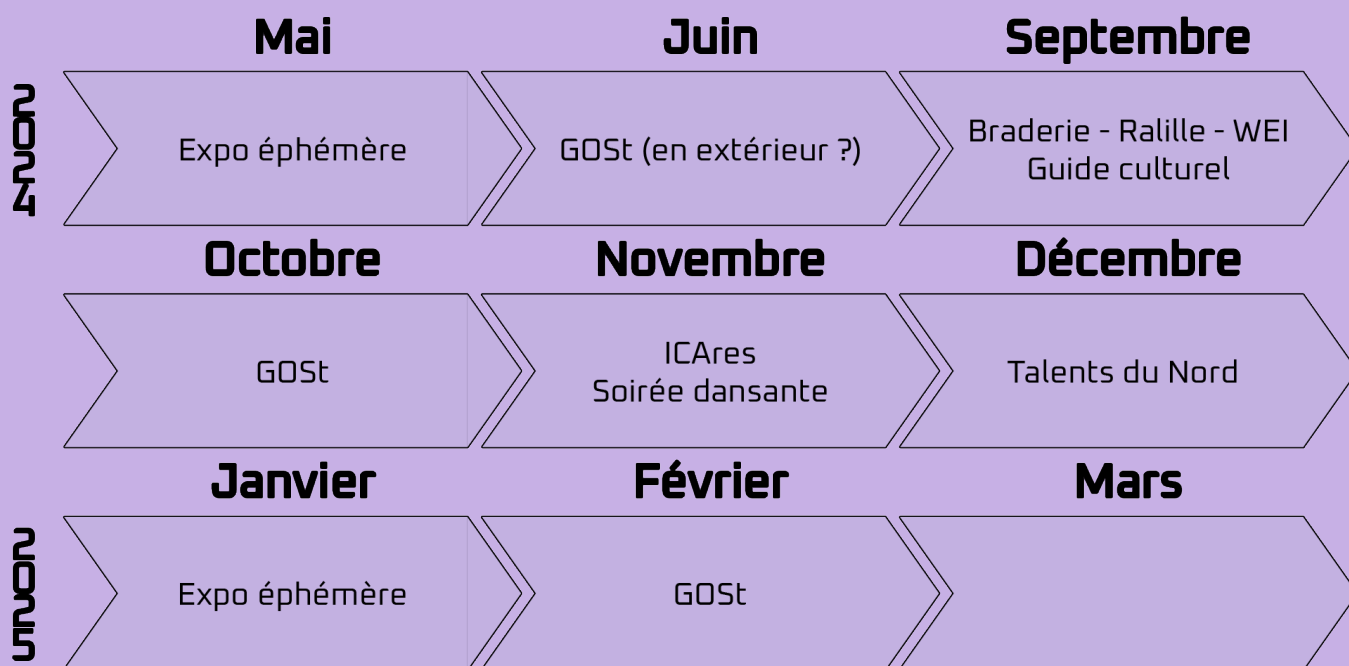 Mai
Juin
Septembre
2024
Expo éphémère
GOSt (en extérieur ?)
Braderie - Ralille - WEI
Guide culturel
Octobre
Novembre
Décembre
GOSt
ICAres
Soirée dansante
Talents du Nord
Janvier
Février
Mars
2025
Expo éphémère
GOSt